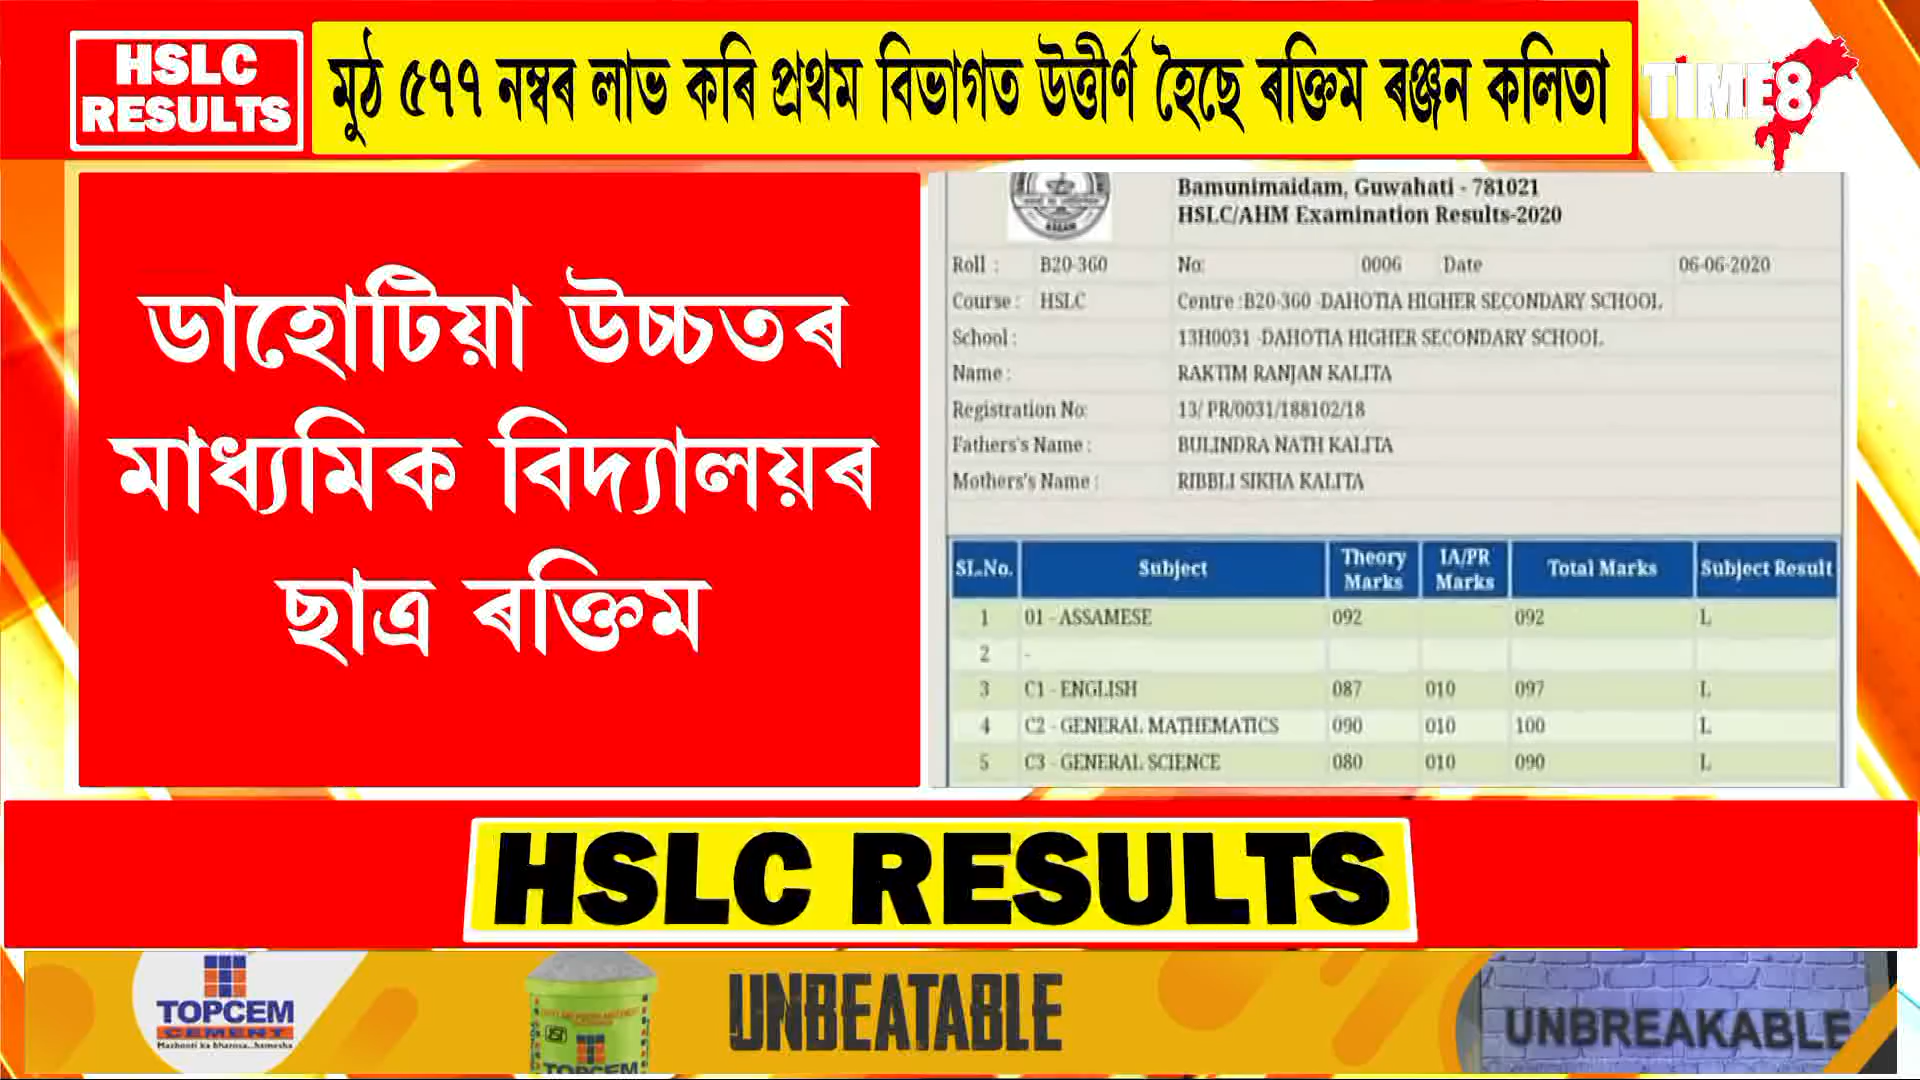 HSLC
RESULTS
মুঠ ৫৭৭ নম্বৰ লাভ কৰি প্ৰথম বিভাগত উত্তীৰ্ণ হৈছে ৰক্তিম ৰঞ্জন কলিতা
TIME8
ডাহোটিয়া উচ্চতৰ
মাধ্যমিক বিদ্যালয়ৰ
ছাত্ৰ ৰক্তিম
Bamunimaidam, Guwahati - 781021
HSLC/AHM Examination Results-2020
Roll : B20-360 No: 0006 Date 06-06-2020
Course : HSLC Centre :B20-360 -DAHOTIA HIGHER SECONDARY SCHOOL
School : 13H0031 -DAHOTIA HIGHER SECONDARY SCHOOL
Name : RAKTIM RANJAN KALITA
Registration No: 13/ PR/0031/188102/18
Fathers's Name : BULINDRA NATH KALITA
Mothers's Name : RIBBLI SIKHA KALITA
SL.No. Subject Theory Marks IA/PR Marks Total Marks Subject Result
1 01 - ASSAMESE 092 092 L
2 -
3 C1 - ENGLISH 087 010 097 L
4 C2 - GENERAL MATHEMATICS 090 010 100 L
5 C3 - GENERAL SCIENCE 080 010 090 L
HSLC RESULTS
TOPCEM
CEMENT
Mazbooti ka bharosa...hamesha
TOPCEM
UNBEATABLE
UNBREAKABLE